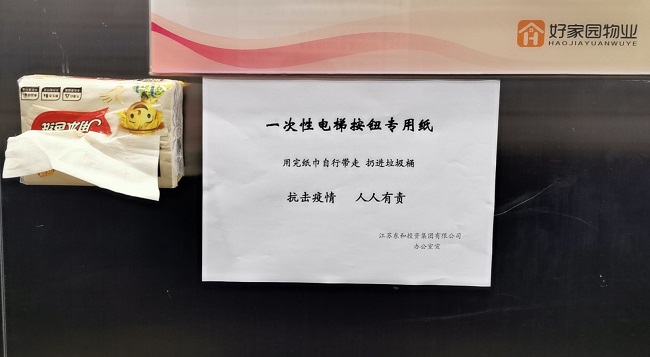 好家园物业
HAOJIAYUANWUYE
一次性电梯按钮专用纸
用完纸巾自行带走 扔进垃圾桶
抗击疫情 人人有责
江苏东和投资集团有限公司
办公室宣